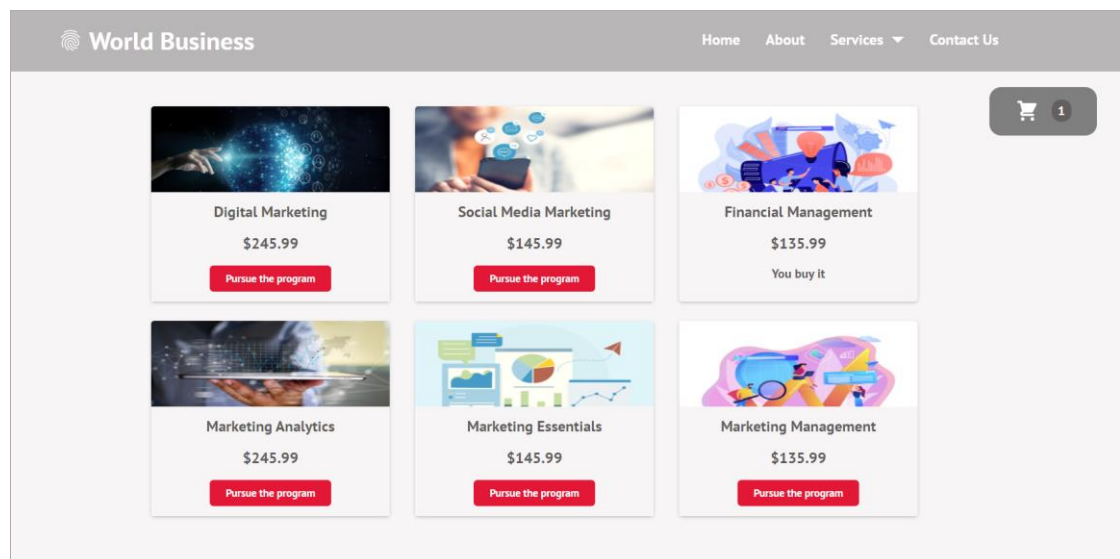 World Business
Home About Services Contact Us
1
Digital Marketing
$245.99
Pursue the program
Social Media Marketing
$145.99
Pursue the program
Financial Management
$135.99
You buy it
Marketing Analytics
$245.99
Pursue the program
Marketing Essentials
$145.99
Pursue the program
Marketing Management
$135.99
Pursue the program